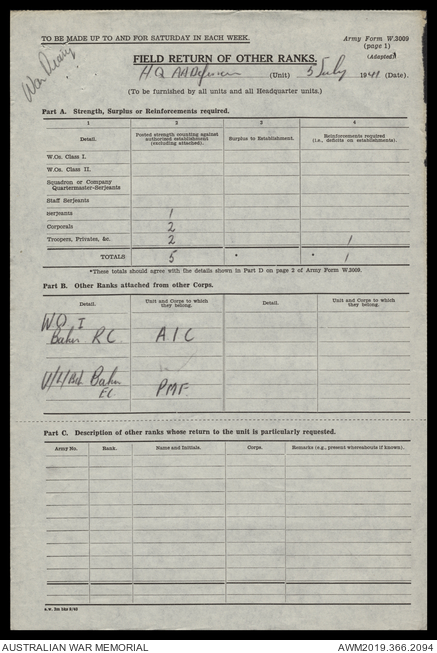 TO BE MADE UP TO AND FOR SATURDAY IN EACH WEEK.
Army Form W.3009
(page 1)
(Adapted)
War Diary
FIELD RETURN OF OTHER RANKS.
HQ AA Defences (Unit) 5 July 1941 (Date).
(To be furnished by all units and all Headquarter units.)
Part A. Strength, Surplus or Reinforcements required.
1 2 3 4
Detail. Posted strength counting against authorised establishment (excluding attached). Surplus to Establishment. Reinforcements required (i.e., deficits on establishments).
W.Os. Class I.
W.Os. Class II.
Squadron or Company
Quartermaster-Serjeants
Staff Serjeants
Serjeants 1
Corporals 2
Troopers, Privates, &c. 2 1
TOTALS 5 * * 1
*These totals should agree with the details shown in Part D on page 2 of Army Form W.3009.
Part B. Other Ranks attached from other Corps.
Detail. Unit and Corps to which they belong. Detail. Unit and Corps to which they belong.
WO I
Baker RC AIC
Baker
EC PMF
Part C. Description of other ranks whose return to the unit is particularly requested.
Army No. Rank. Name and Initials. Corps. Remarks (e.g., present whereabouts if known).
AUSTRALIAN WAR MEMORIAL AWM2019.366.2094